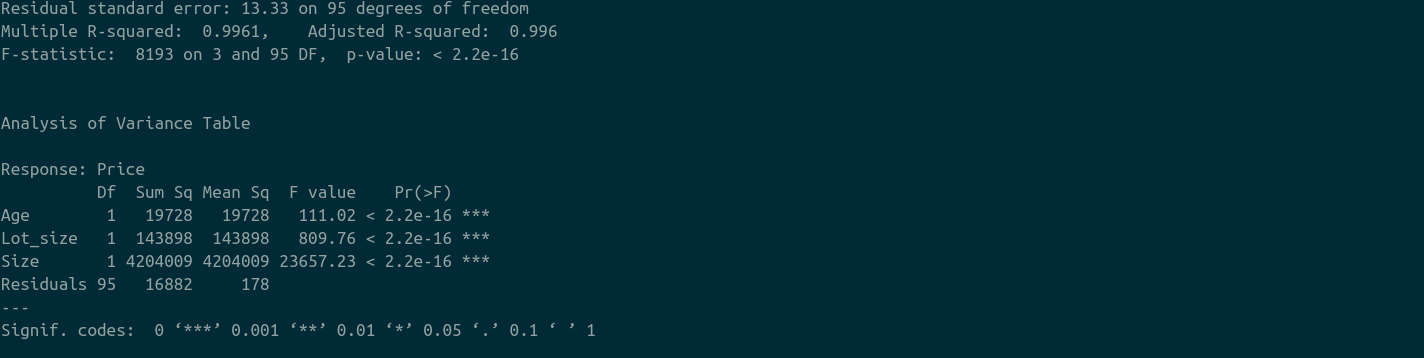 Residual standard error: 13.33 on 95 degrees of freedom
Multiple R-squared:  0.9961,    Adjusted R-squared:  0.996
F-statistic:  8193 on 3 and 95 DF,  p-value: < 2.2e-16
Analysis of Variance Table
Response: Price
          Df  Sum Sq Mean Sq  F value    Pr(>F)
Age        1   19728   19728   111.02 < 2.2e-16 ***
Lot_size   1  143898  143898   809.76 < 2.2e-16 ***
Size       1 4204009 4204009 23657.23 < 2.2e-16 ***
Residuals 95   16882     178
---
Signif. codes:  0 ‘***’ 0.001 ‘**’ 0.01 ‘*’ 0.05 ‘.’ 0.1 ‘ ’ 1